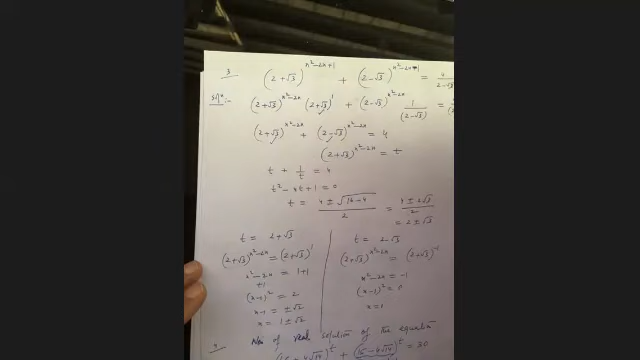 3 (2+√3)^x²-2x+1 + (2-√3)^x²-2x-1 = 4/(2-√3)
Solⁿ (2+√3)^x²-2x (2+√3)^1 + (2-√3)^x²-2x 1/(2-√3) =
(2+√3)^x²-2x + (2-√3)^x²-2x = 4
(2+√3)^x²-2x = t
t + 1/t = 4
t² - 4t + 1 = 0
t = 4 ± √16-4 / 2 = 4 ± 2√3 / 2
= 2 ± √3
t = 2+√3
(2+√3)^x²-2x = (2+√3)^1
x²-2x +1 = 1+1
(x-1)² = 2
x-1 = ±√2
x = 1±√2
t = 2-√3
(2+√3)^x²-2x = (2+√3)^-1
x²-2x = -1
(x-1)² = 0
x=1
No of real solution of the equation
+ = 30